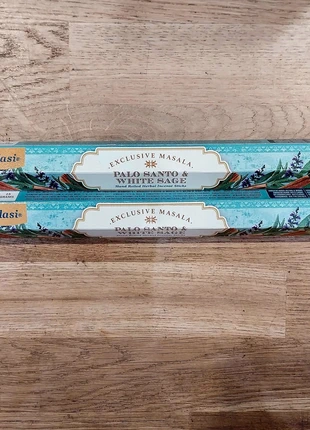 EXCLUSIVE MASALA
lasi®
PALO SANTO &
WHITE SAGE
Hand Rolled Herbal Incense Sticks
EXCLUSIVE MASALA
lasi®
PALO SANTO &
WHITE SAGE